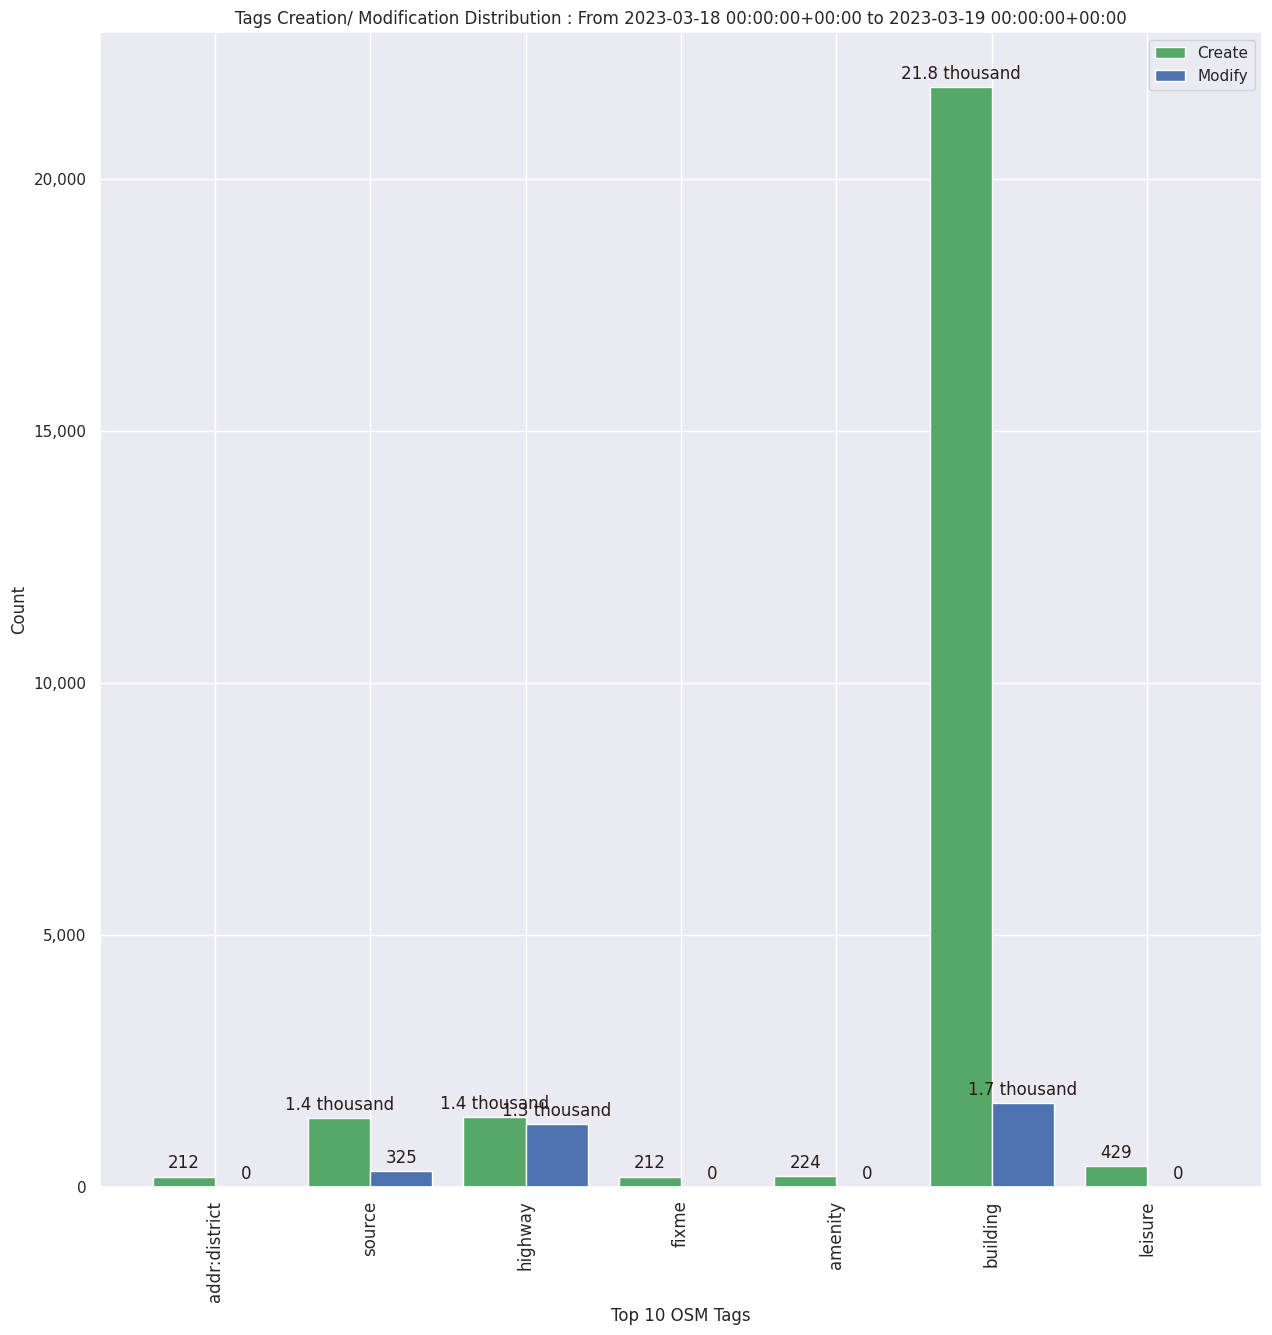 Tags Creation/ Modification Distribution : From 2023-03-18 00:00:00+00:00 to 2023-03-19 00:00:00+00:00
Create
Modify
Count
20,000
15,000
10,000
5,000
0
212
0
1.4 thousand
325
1.4 thousand
1.3 thousand
212
0
224
0
21.8 thousand
1.7 thousand
429
0
addr:district
source
highway
fixme
amenity
building
leisure
Top 10 OSM Tags